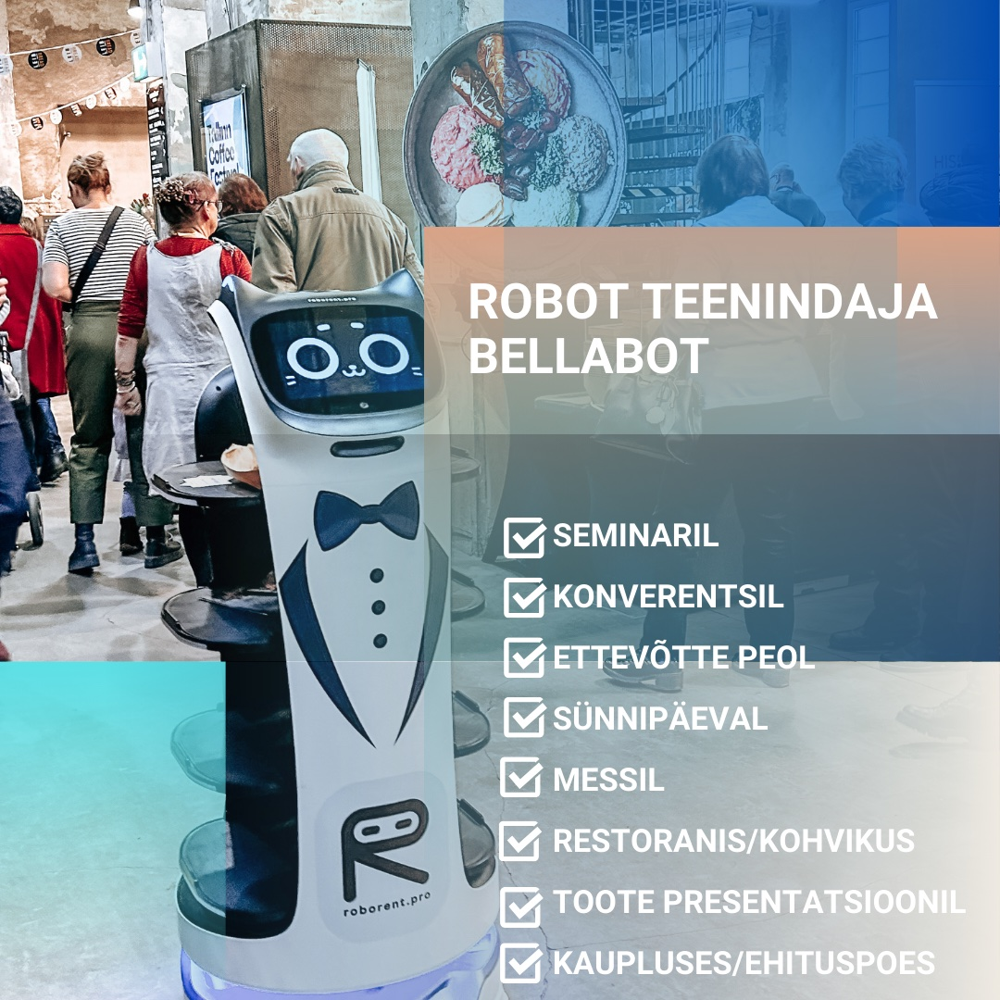 Tallinn
Coffee
Festival
roborent.pro
ROBOT TEENINDAJA
BELLABOT
SEMINARIL
KONVERENTSIL
ETTEVÕTTE PEOL
SÜNNIPÄEVAL
MESSIL
RESTORANIS/KOHVIKUS
TOOTE PRESENTATSIOONIL
KAUPLUSES/EHITUSPOES
R
roborent.pro